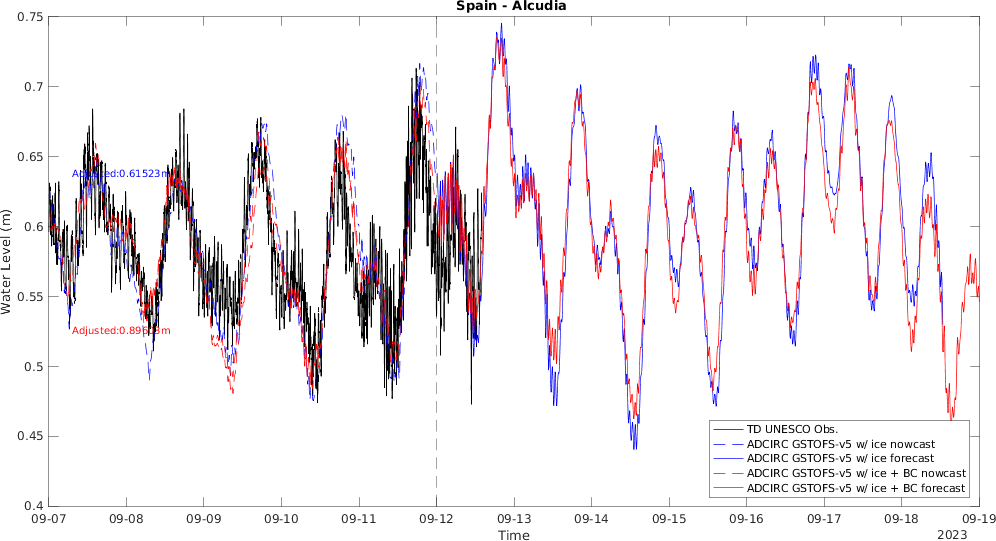 Spain - Alcudia
Water Level (m)
0.75
0.7
0.65
0.6
0.55
0.5
0.45
0.4
Adjusted:0.61523m
TD UNESCO Obs.
ADCIRC GSTOFS-v5 w/ ice nowcast
ADCIRC GSTOFS-v5 w/ ice forecast
ADCIRC GSTOFS-v5 w/ ice + BC nowcast
ADCIRC GSTOFS-v5 w/ ice + BC forecast
09-07
09-08
09-09
09-10
09-11
09-12
09-13
09-14
09-15
09-16
09-17
09-18
09-19
Time
2023